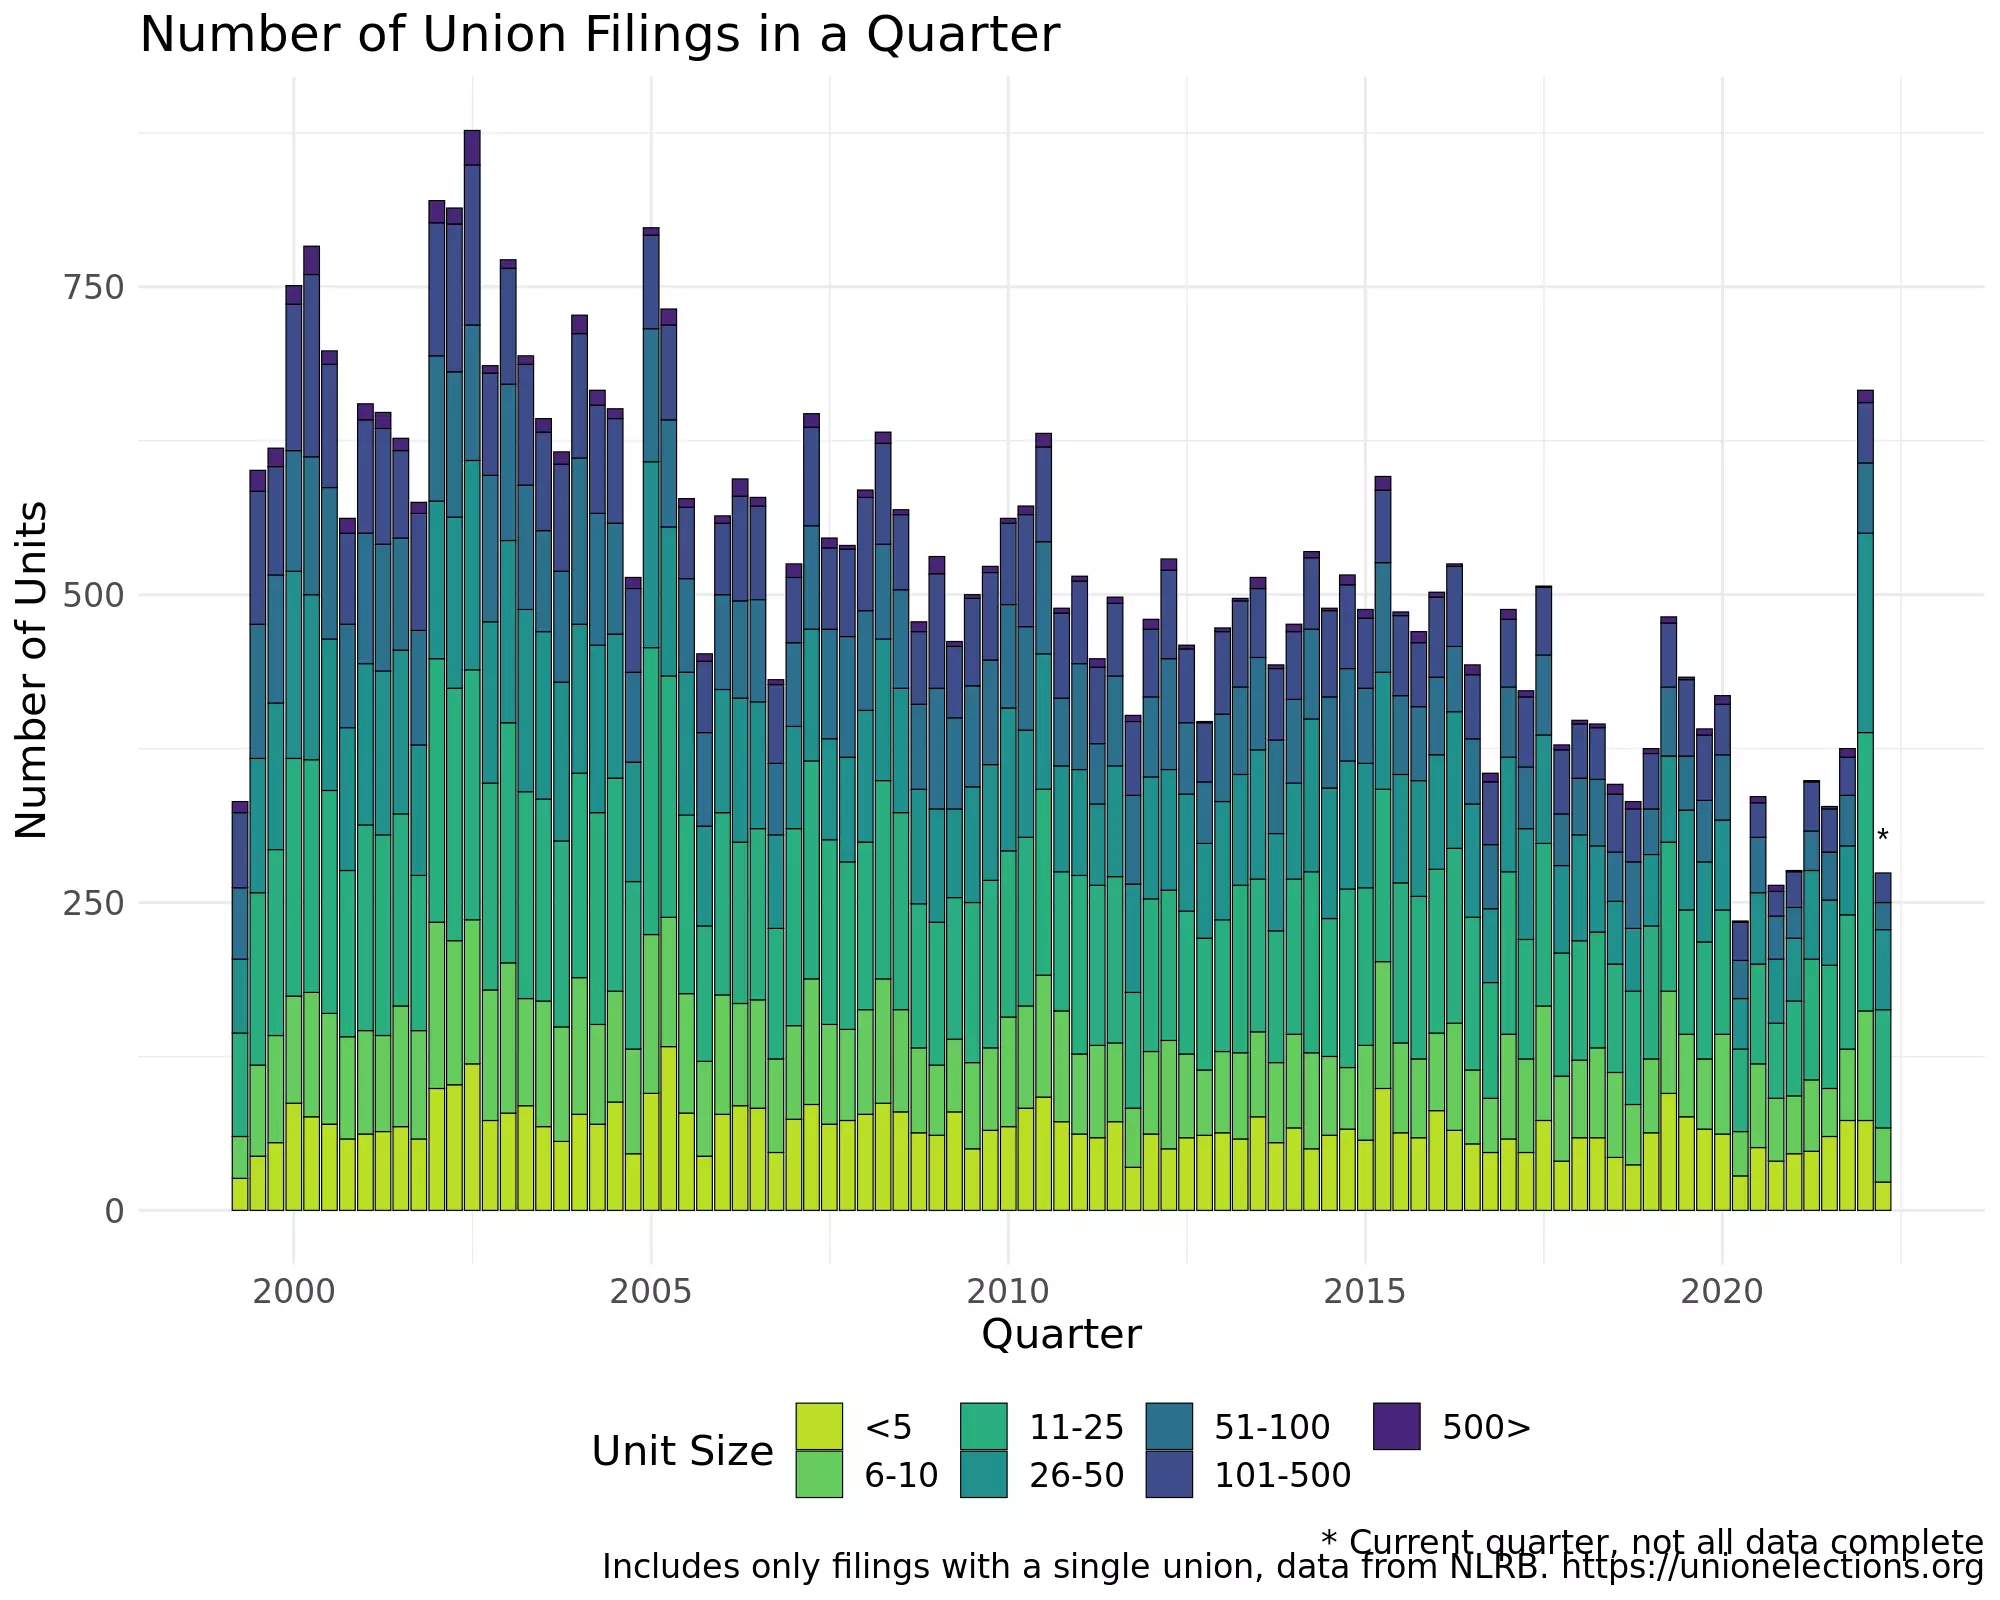 Number of Union Filings in a Quarter
Number of Units
750
500
250
0
*
2000 2005 2010 2015 2020
Quarter
Unit Size
<5 11-25 51-100 500>
6-10 26-50 101-500
* Current quarter, not all data complete
Includes only filings with a single union, data from NLRB. https://unionelections.org